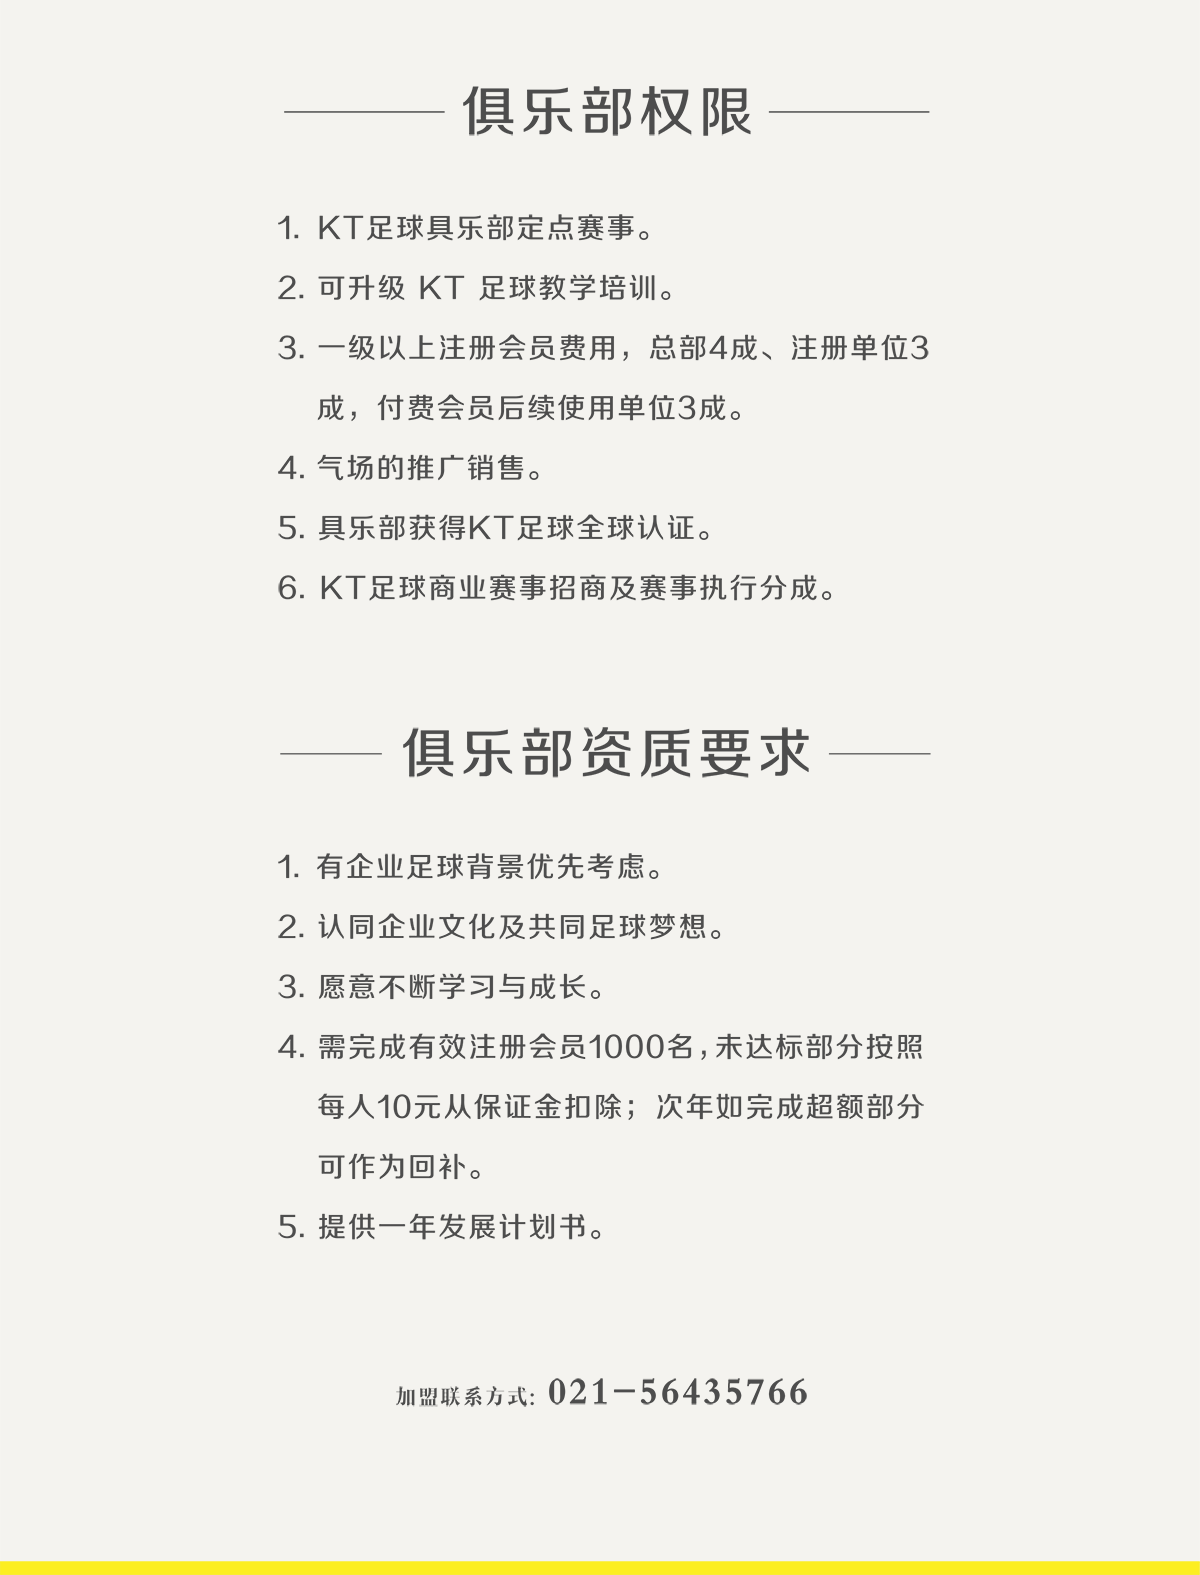 俱乐部权限
1. KT足球具乐部定点赛事。
2. 可升级 KT 足球教学培训。
3. 一级以上注册会员费用，总部4成、注册单位3
成，付费会员后续使用单位3成。
4. 气场的推广销售。
5. 具乐部获得KT足球全球认证。
6. KT足球商业赛事招商及赛事执行分成。
俱乐部资质要求
1. 有企业足球背景优先考虑。
2. 认同企业文化及共同足球梦想。
3. 愿意不断学习与成长。
4. 需完成有效注册会员1000名，未达标部分按照
每人10元从保证金扣除；次年如完成超额部分
可作为回补。
5. 提供一年发展计划书。
加盟联系方式: 021-56435766